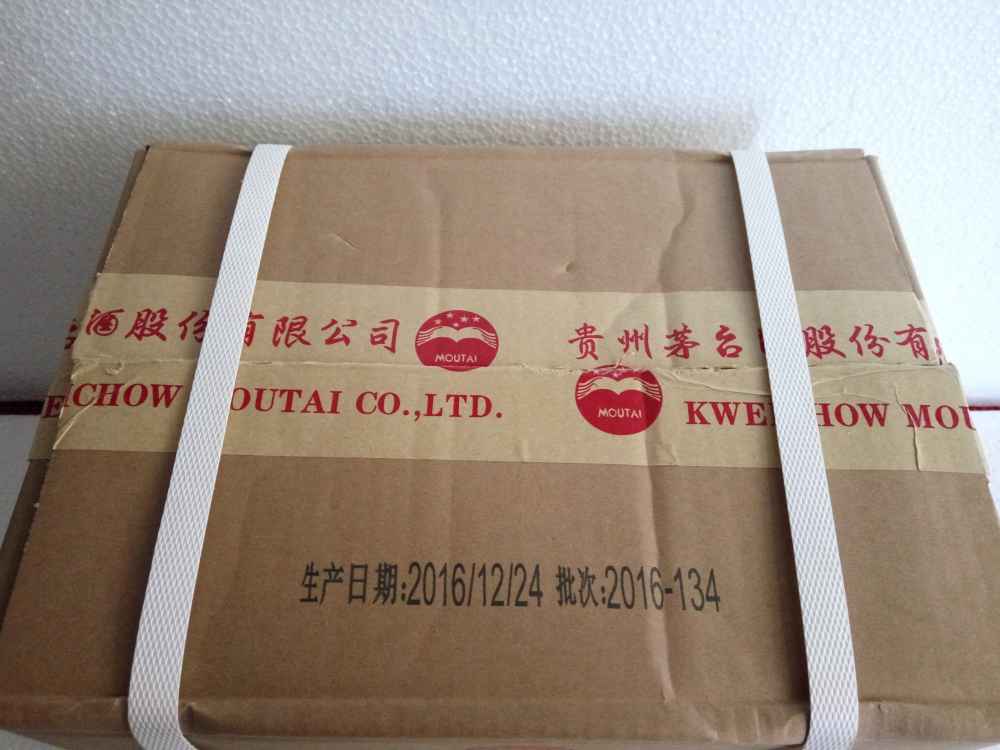 酒股份有限公司 MOUTAI 贵州茅台 股份有
CHOW OUTAI CO.,LTD. MOUTAI KWEI HOW MOU
生产日期:2016/12/24 批次:2016-134